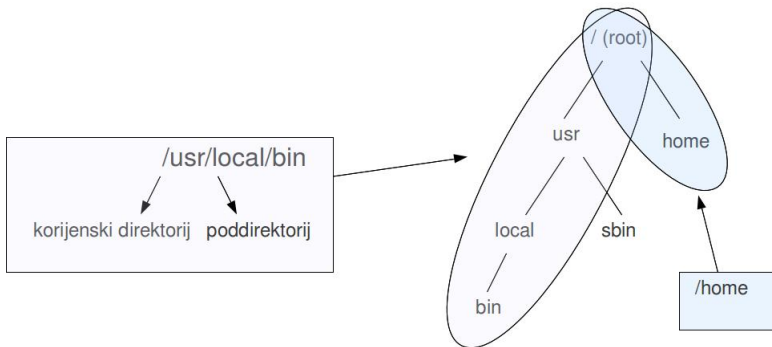 /usr/local/bin
korijenski direktorij poddirektorij
/ (root)
usr home
local sbin
bin
/home